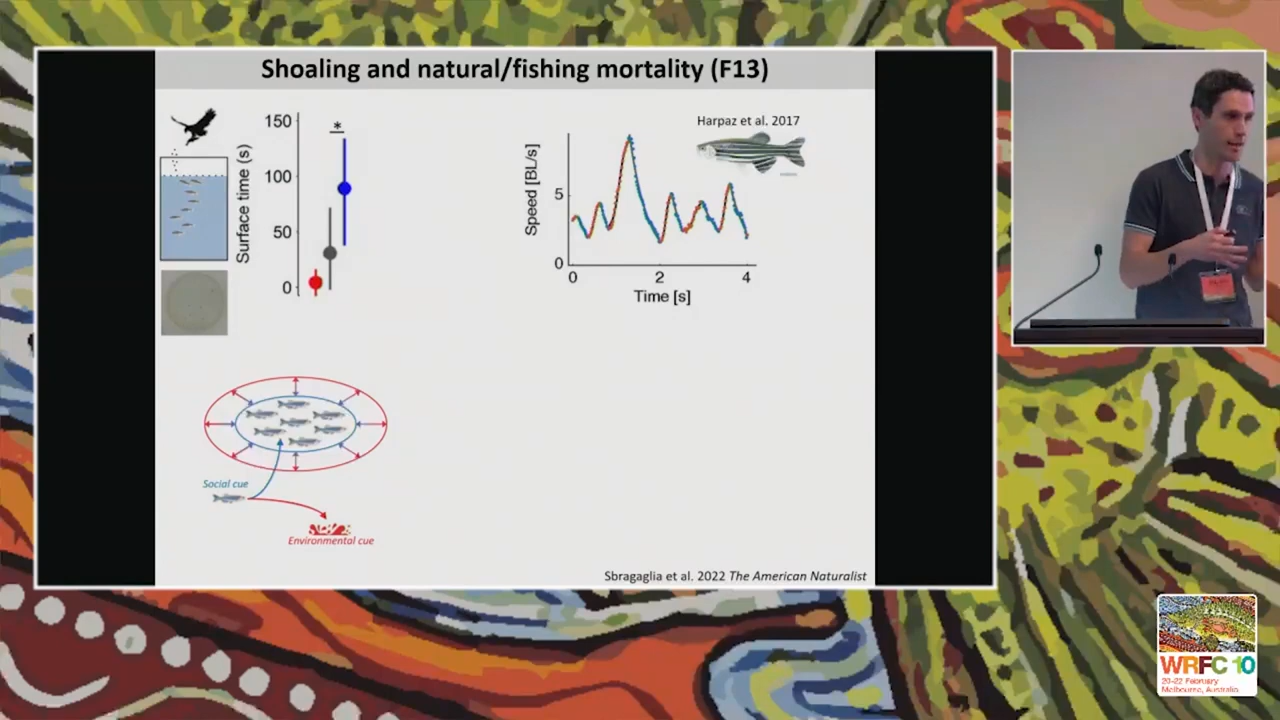 Shoaling and natural/fishing mortality (F13)
Surface time (s)
150
100
50
0
*
Harpaz et al. 2017
Speed [BL/s]
5
0
0 2 4
Time [s]
Social cue
Environmental cue
Sbragaglia et al. 2022 The American Naturalist
WRFC 10
20-22 February
Melbourne, Australia